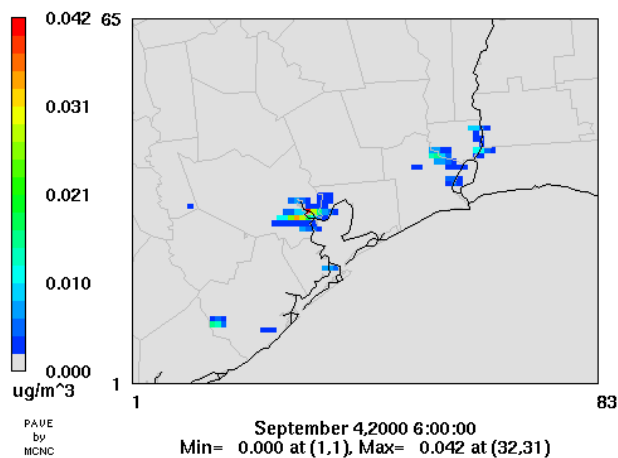 0.042
0.031
0.021
0.010
0.000
ug/m^3
PAVE
by
MCNC
65
1
1
83
September 4,2000 6:00:00
Min= 0.000 at (1,1), Max= 0.042 at (32,31)